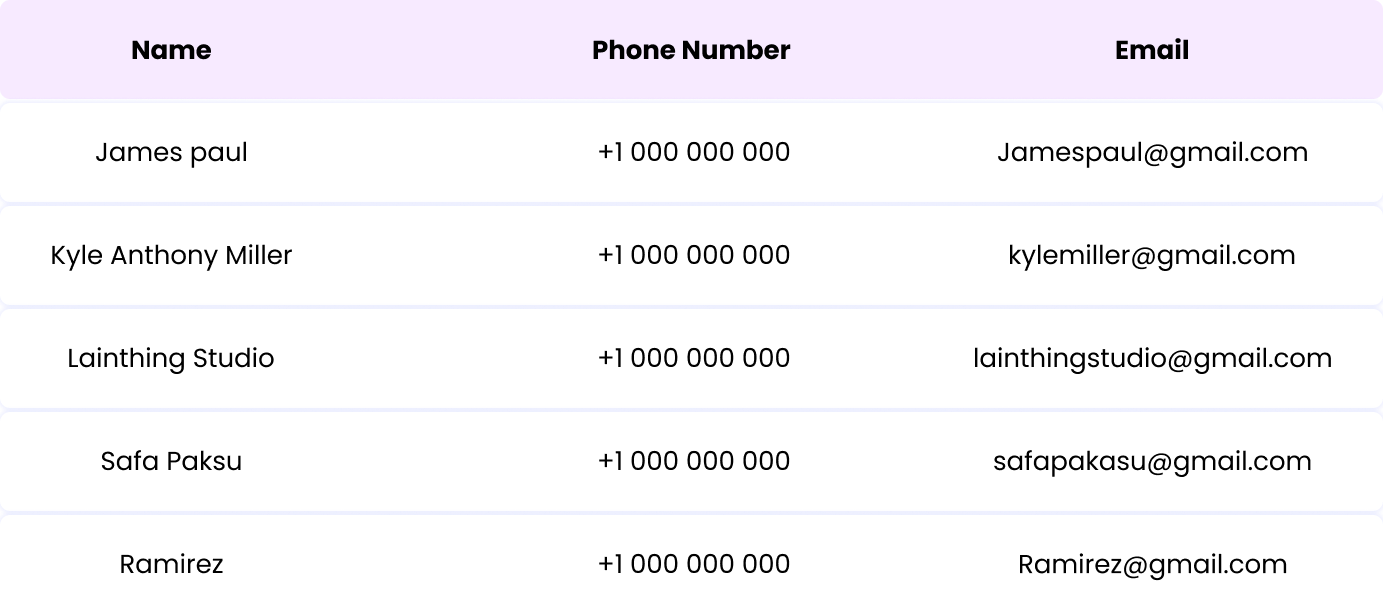 Name Phone Number Email
James paul +1 000 000 000 Jamespaul@gmail.com
Kyle Anthony Miller +1 000 000 000 kylemiller@gmail.com
Lainthing Studio +1 000 000 000 lainthingstudio@gmail.com
Safa Paksu +1 000 000 000 safapakasu@gmail.com
Ramirez +1 000 000 000 Ramirez@gmail.com